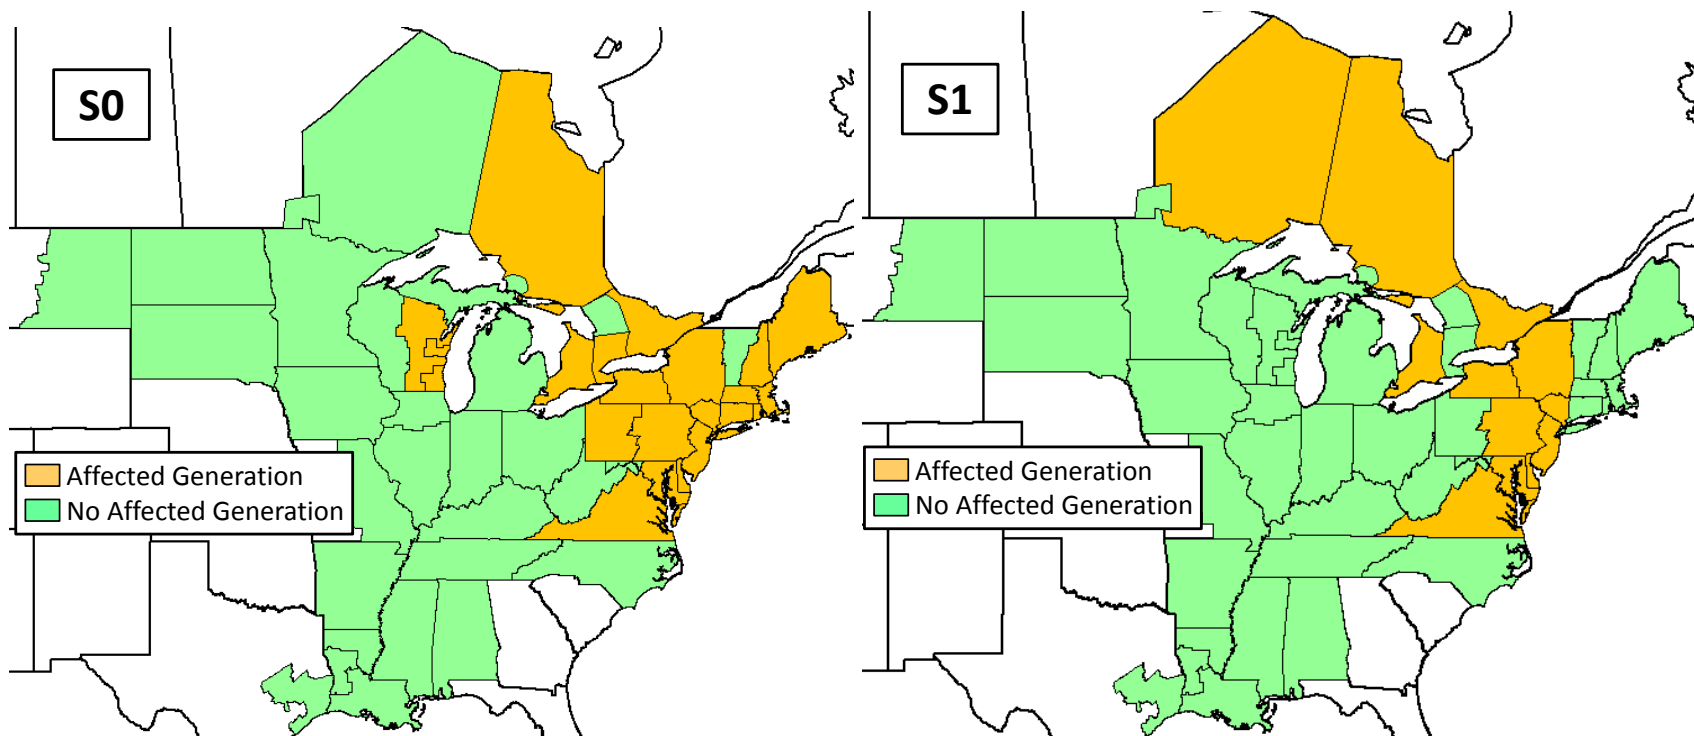 S0
Affected Generation
No Affected Generation
S1
Affected Generation
No Affected Generation